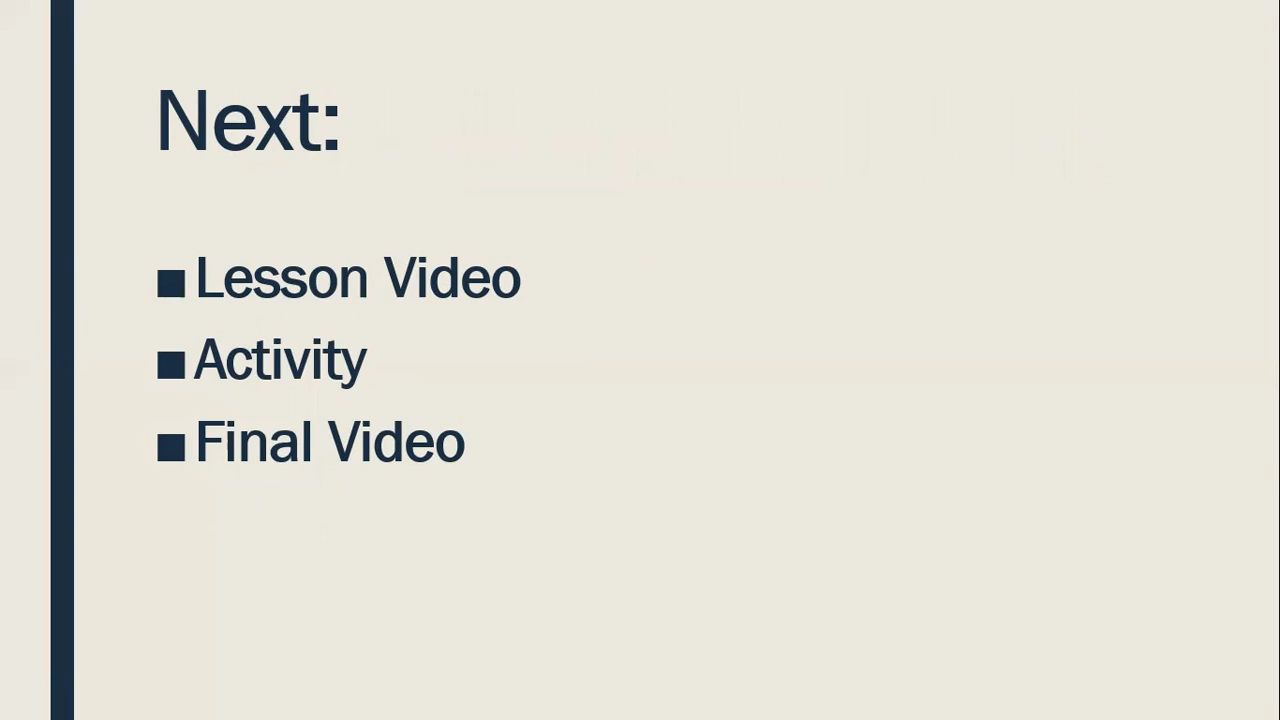 Next:
■ Lesson Video
■ Activity
■ Final Video